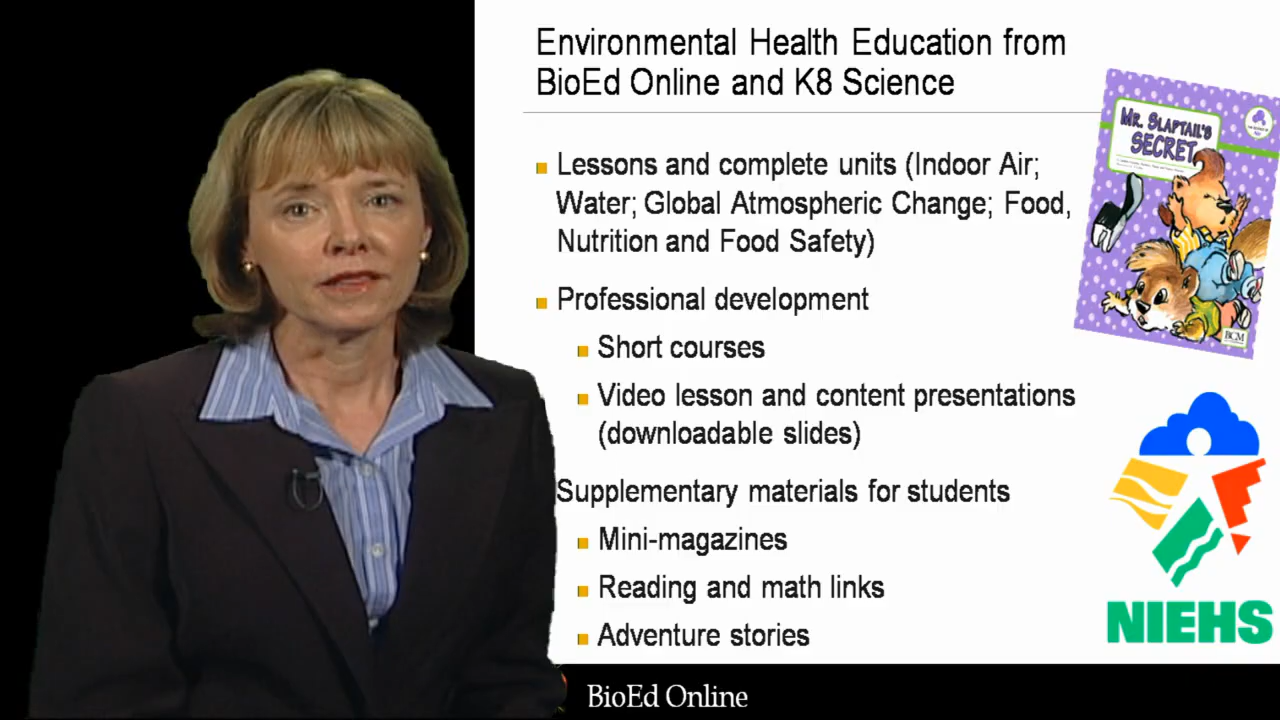 Environmental Health Education from
BioEd Online and K8 Science
Lessons and complete units (Indoor Air;
Water; Global Atmospheric Change; Food,
Nutrition and Food Safety)
Professional development
Short courses
Video lesson and content presentations
(downloadable slides)
Supplementary materials for students
Mini-magazines
Reading and math links
Adventure stories
MR. SLAPTAIL'S
SECRET
BCM
NIEHS
BioEd Online